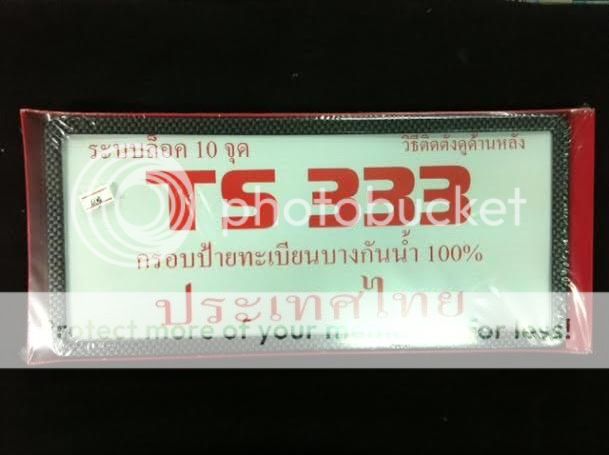 ระบบล็อค 10 จุด
วิธีติดตั้งดูด้านหลัง
TS 333
photobucket
กรอบป้ายทะเบียนบางกันน้ำ 100%
ประเทศไทย
Protect more of your for less!